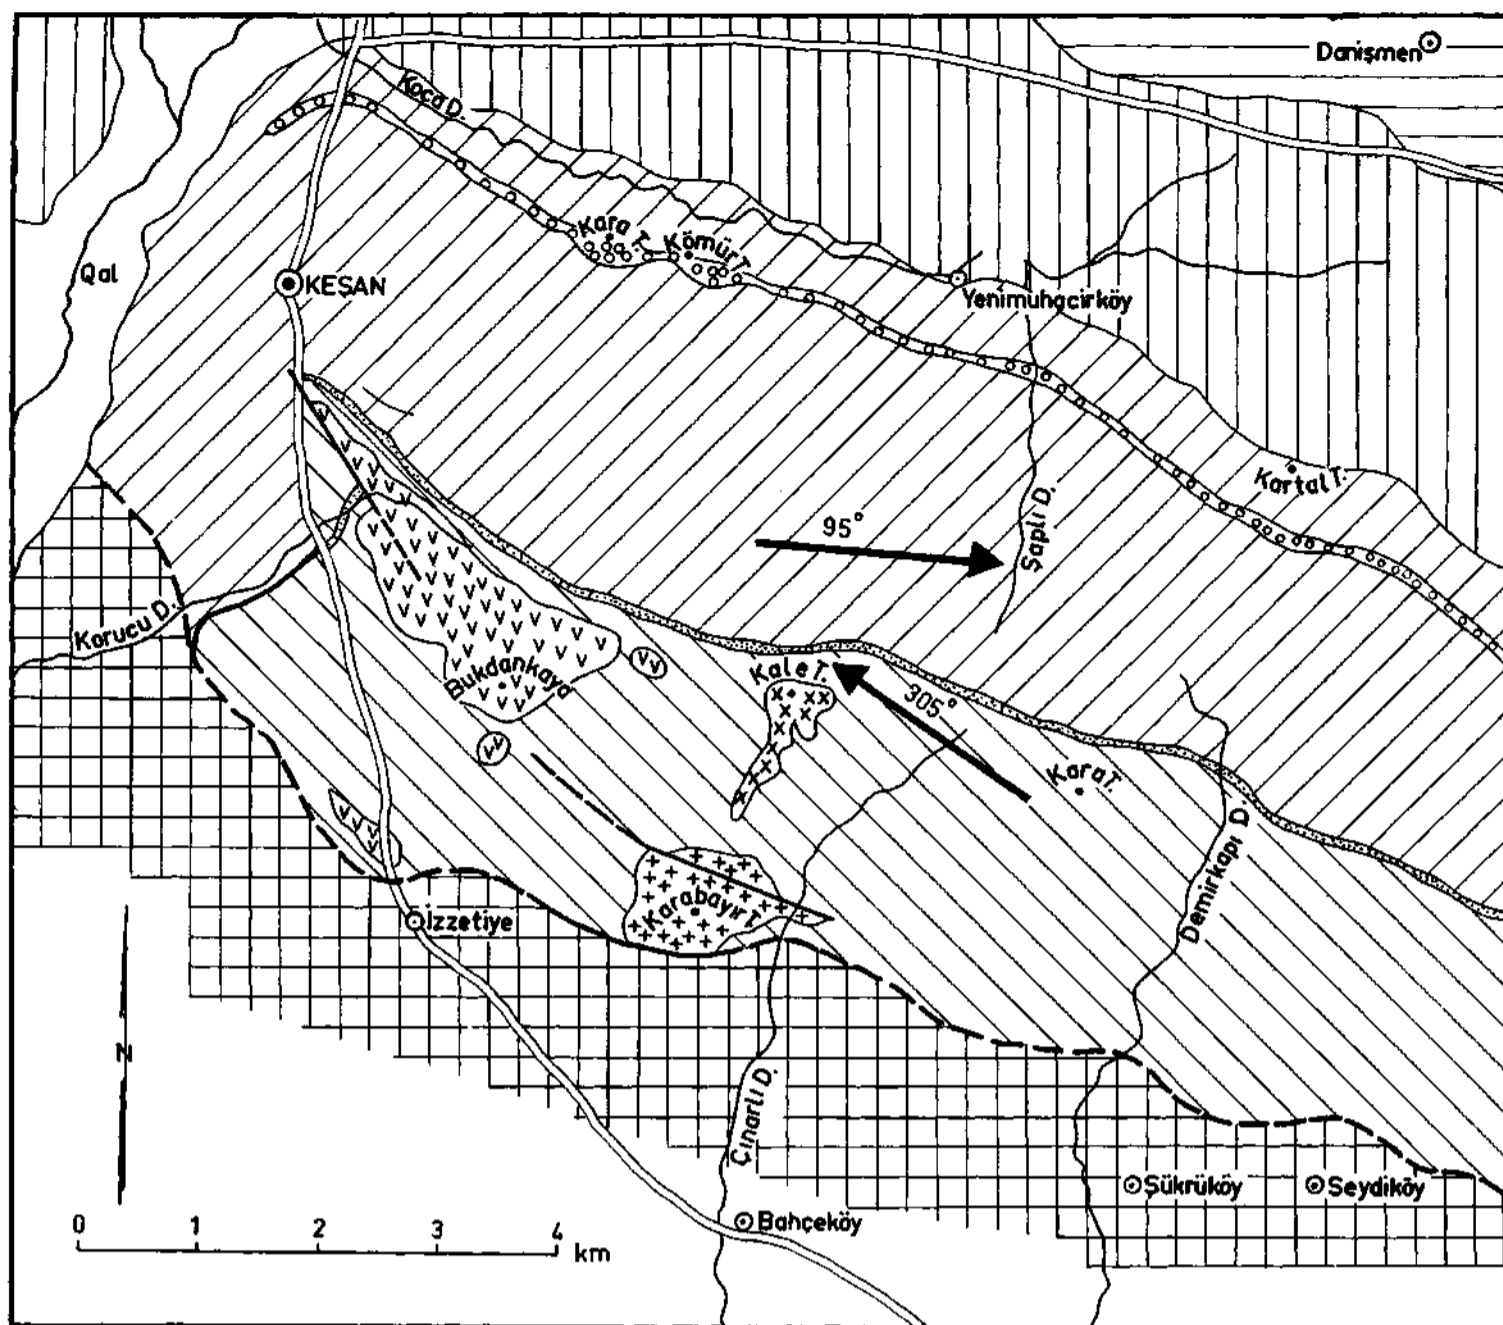 Danişmen
Koca D.
Kara T.
Kömür T.
Qal
KEŞAN
Yenimuhacirköy
Kartal T.
95°
Şaplı D.
Korucu D.
Bukdankaya
Kale T.
305°
Kara T.
Demirkapı D.
Karabayır T.
İzzetiye
N
Çınarlı D.
Şükrüköy
Seydiköy
Bahçeköy
0 1 2 3 4 km